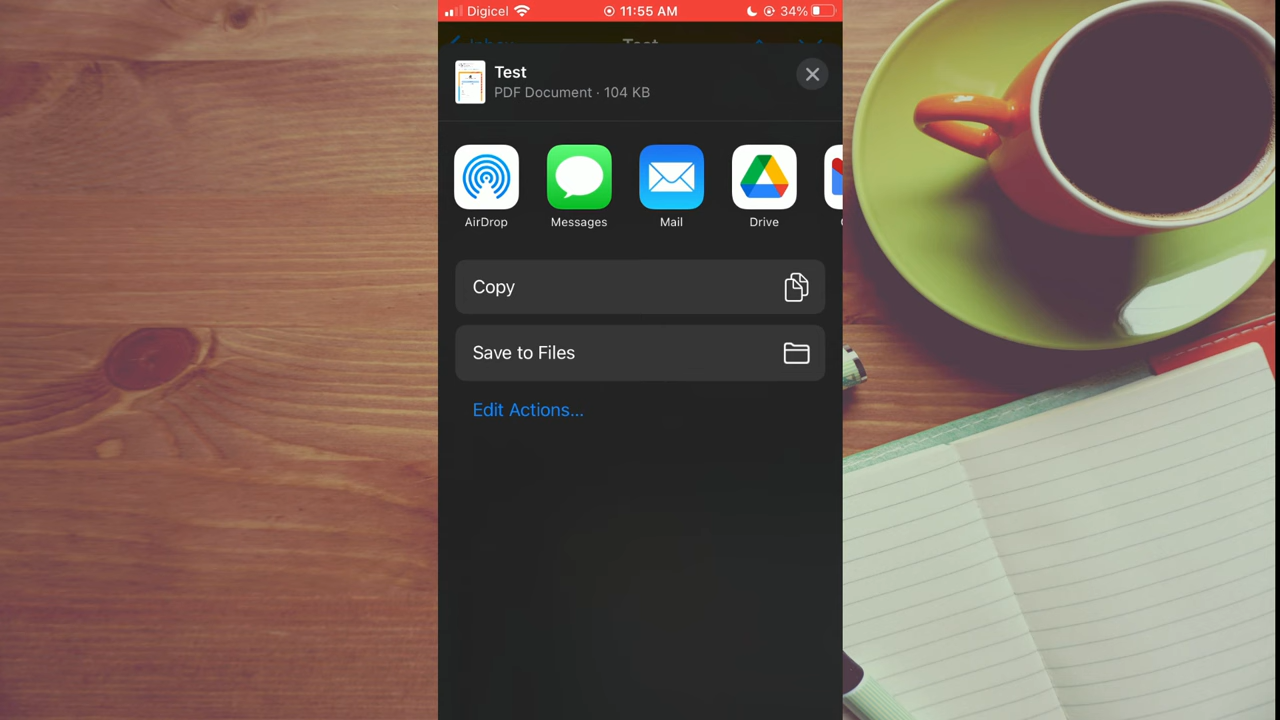 Digicel 11:55 AM 34%
Test
PDF Document · 104 KB
AirDrop Messages Mail Drive
Copy
Save to Files
Edit Actions...